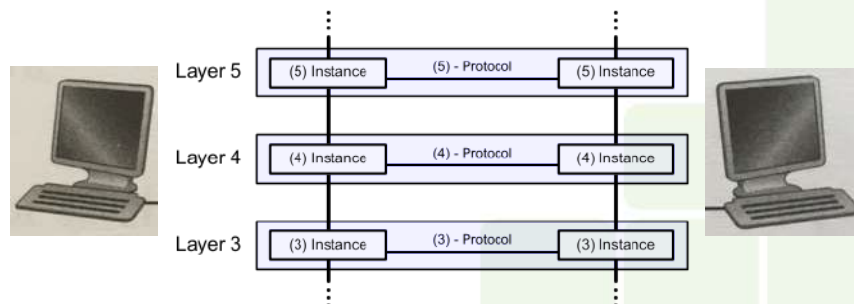 Layer 5
(5) Instance
(5) - Protocol
(5) Instance
Layer 4
(4) Instance
(4) - Protocol
(4) Instance
Layer 3
(3) Instance
(3) - Protocol
(3) Instance